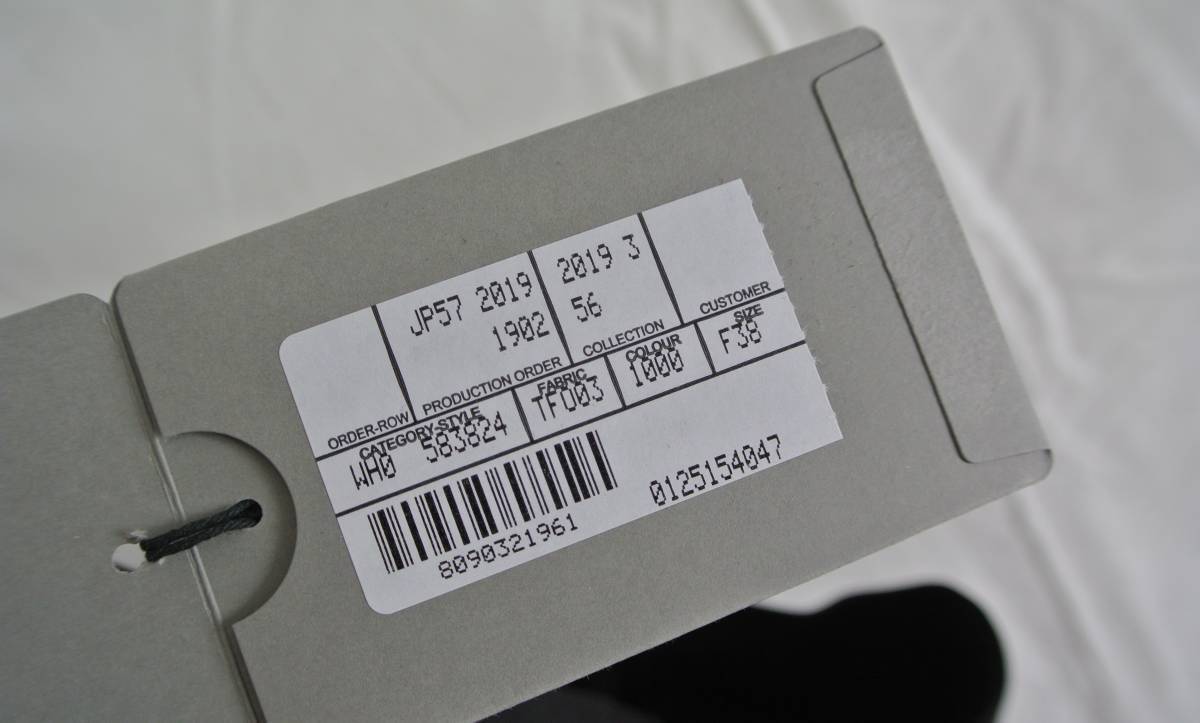 JP57 2019
1902
2019 3
56
ORDER-ROW
PRODUCTION ORDER
COLLECTION
CUSTOMER
CATEGORY-STYLE
WH0 583824
FABRIC
TFD03
COLOUR
1000
SIZE
F38
8090321961
0125154047